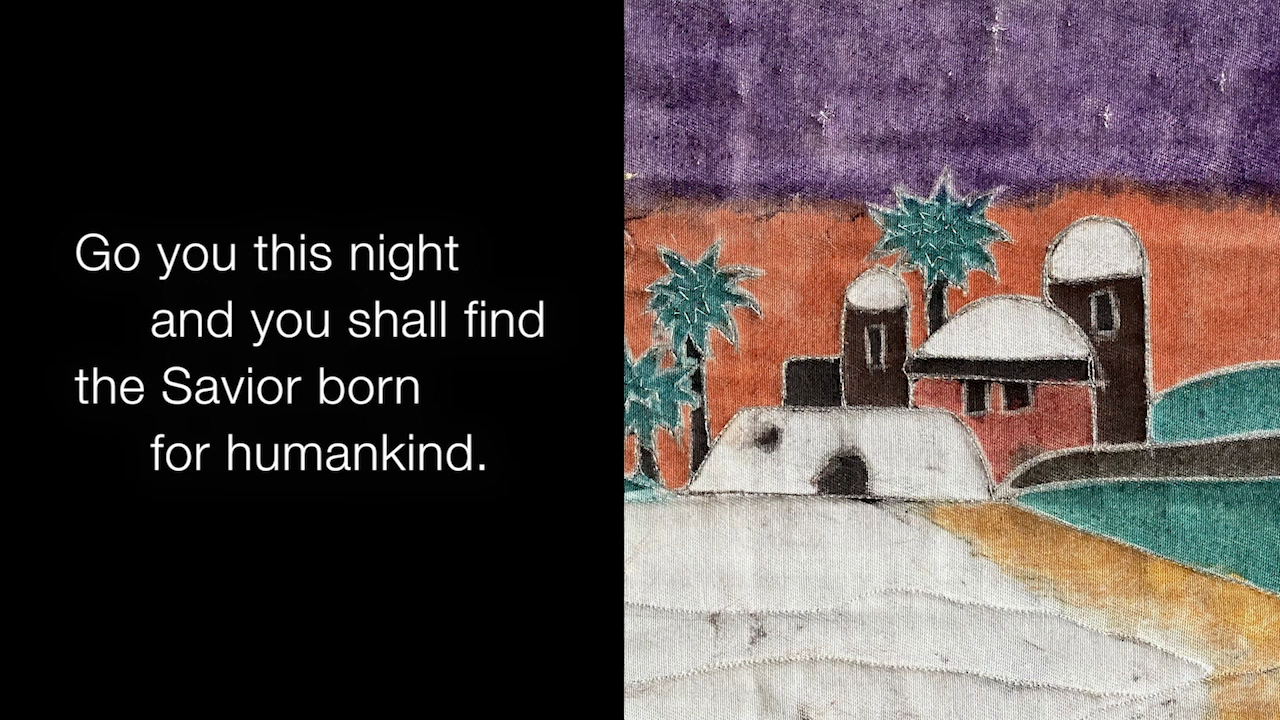 Go you this night
and you shall find
the Savior born
for humankind.